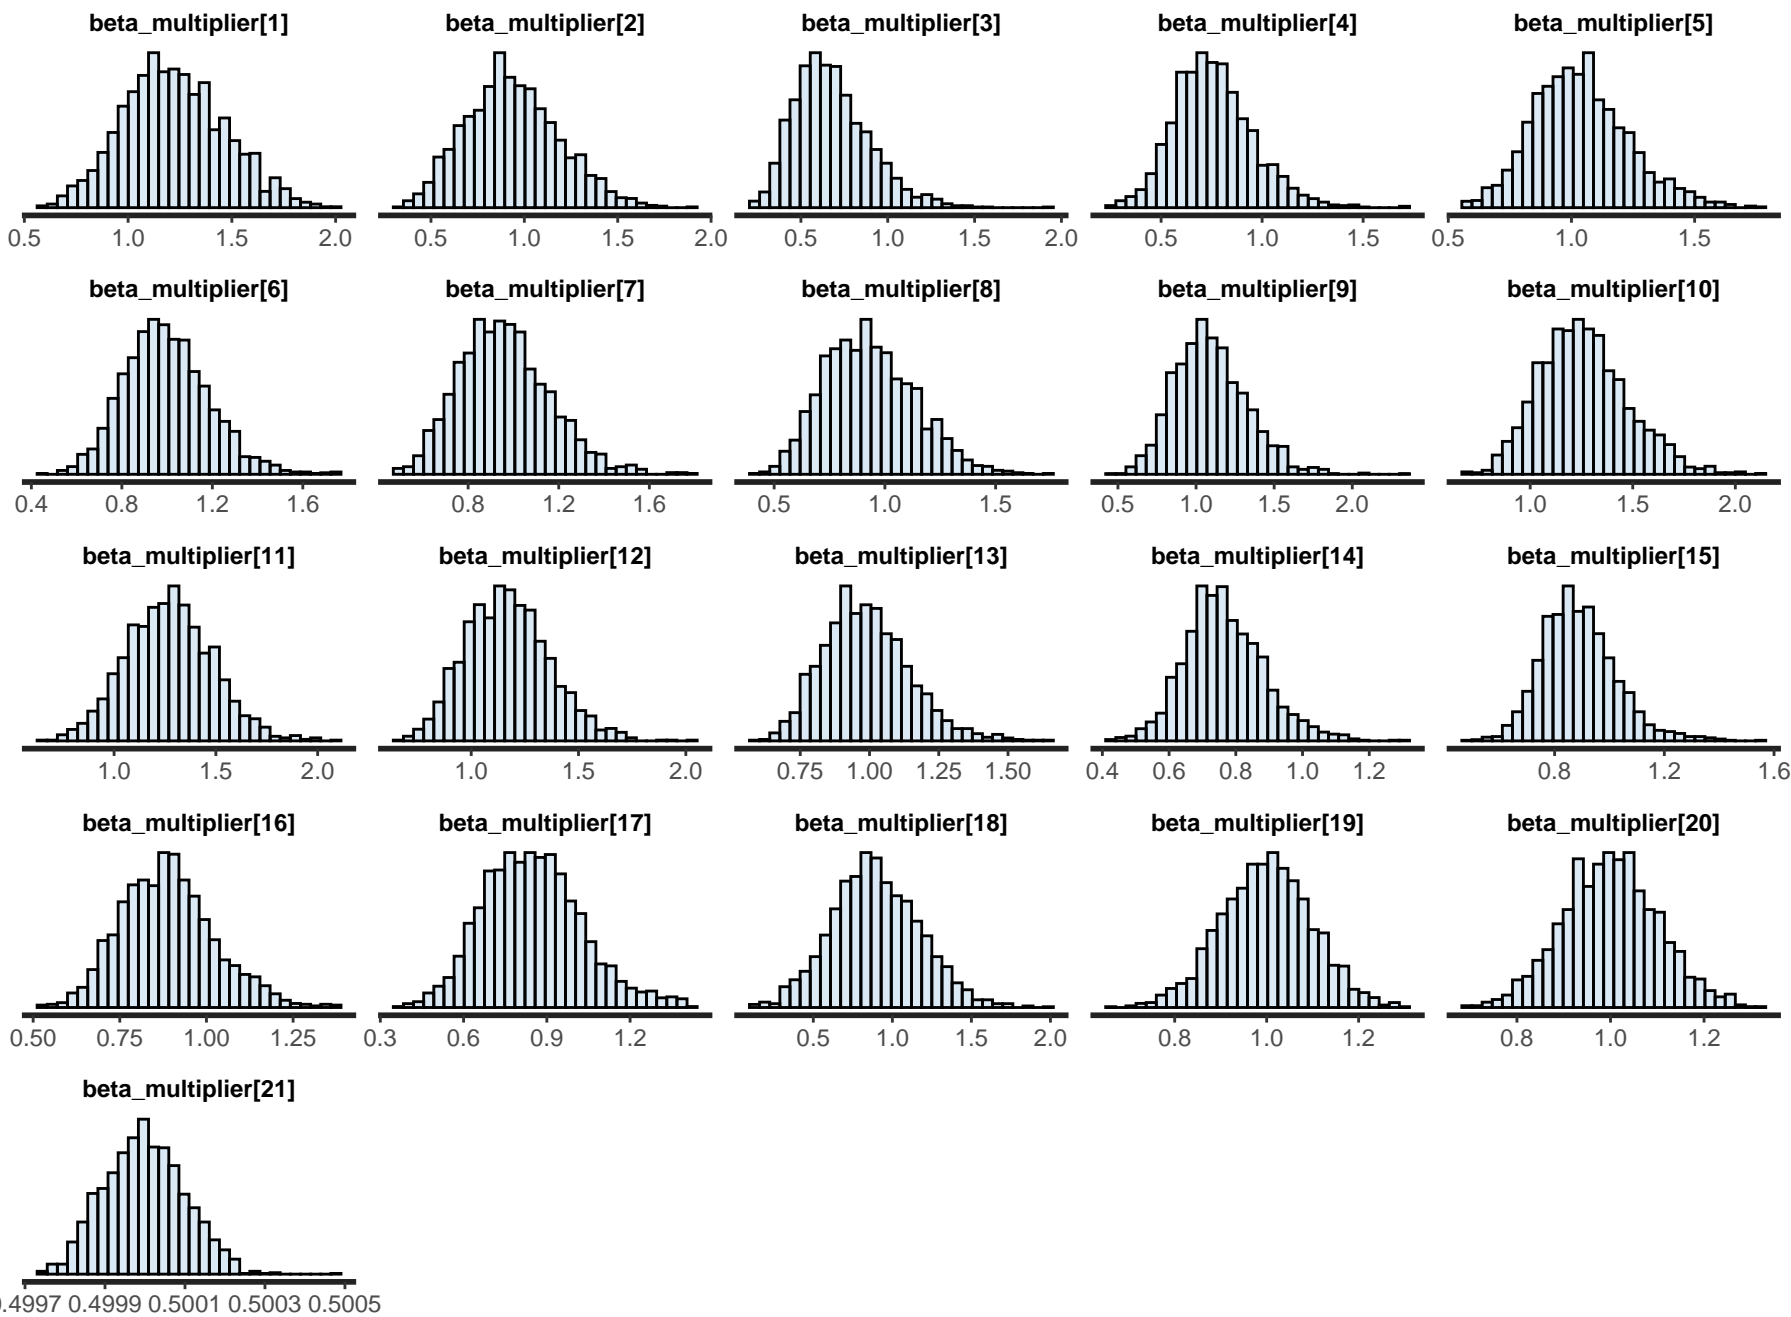 beta_multiplier[1] beta_multiplier[2] beta_multiplier[3] beta_multiplier[4] beta_multiplier[5]
0.5 1.0 1.5 2.0 0.5 1.0 1.5 2.0 0.5 1.0 1.5 2.0 0.5 1.0 1.5 0.5 1.0 1.5
beta_multiplier[6] beta_multiplier[7] beta_multiplier[8] beta_multiplier[9] beta_multiplier[10]
0.4 0.8 1.2 1.6 0.8 1.2 1.6 0.5 1.0 1.5 0.5 1.0 1.5 2.0 1.0 1.5 2.0
beta_multiplier[11] beta_multiplier[12] beta_multiplier[13] beta_multiplier[14] beta_multiplier[15]
1.0 1.5 2.0 1.0 1.5 2.0 0.75 1.00 1.25 1.50 0.4 0.6 0.8 1.0 1.2 0.8 1.2 1.6
beta_multiplier[16] beta_multiplier[17] beta_multiplier[18] beta_multiplier[19] beta_multiplier[20]
0.50 0.75 1.00 1.25 0.3 0.6 0.9 1.2 0.5 1.0 1.5 2.0 0.8 1.0 1.2 0.8 1.0 1.2
beta_multiplier[21]
.4997 0.4999 0.5001 0.5003 0.5005